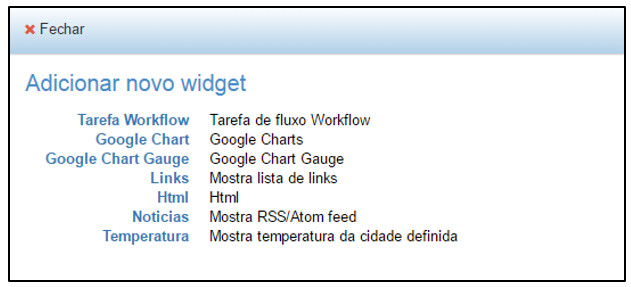 Fechar
Adicionar novo widget
Tarefa Workflow Tarefa de fluxo Workflow
Google Chart Google Charts
Google Chart Gauge Google Chart Gauge
Links Mostra lista de links
Html Html
Noticias Mostra RSS/Atom feed
Temperatura Mostra temperatura da cidade definida